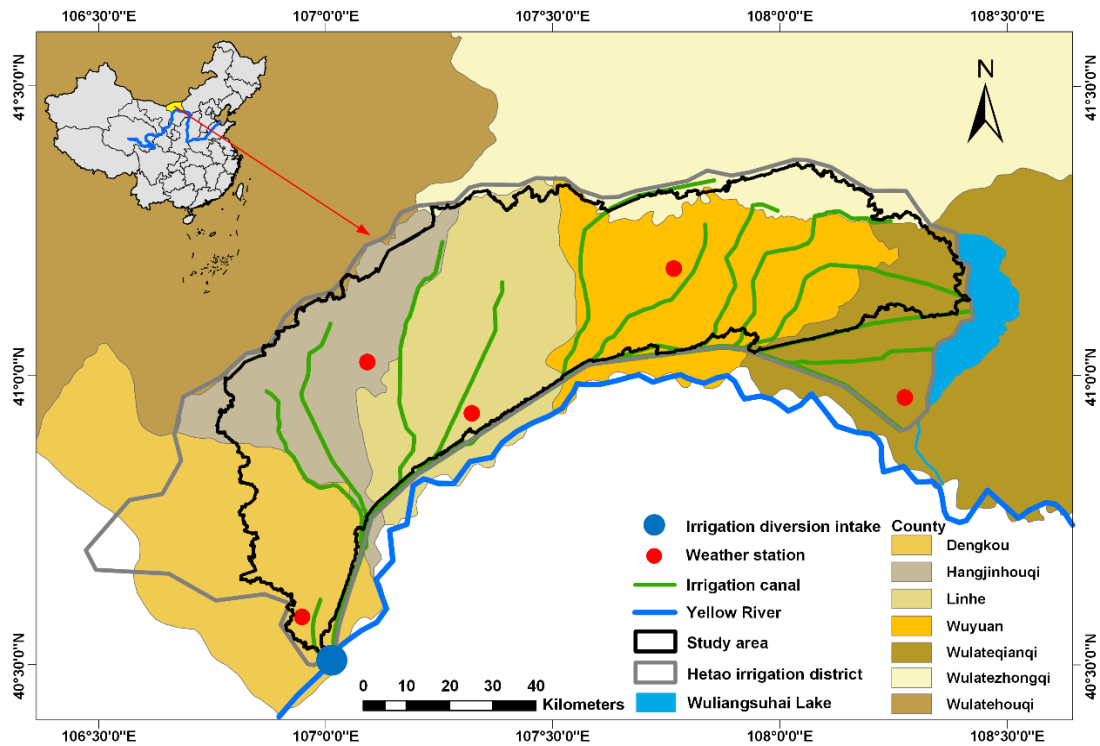 106°30'0"E 107°0'0"E 107°30'0"E 108°0'0"E 108°30'0"E
41°30'0"N
41°30'0"N
N
41°0'0"N
41°0'0"N
Irrigation diversion intake
Weather station
Irrigation canal
Yellow River
Study area
Hetao irrigation district
Wuliangsuhai Lake
County
Dengkou
Hangjinhouqi
Linhe
Wuyuan
Wulateqianqi
Wulatezhongqi
Wulatehouqi
40°30'0"N
40°30'0"N
0 5 10 20 30 40
Kilometers
106°30'0"E 107°0'0"E 107°30'0"E 108°0'0"E 108°30'0"E